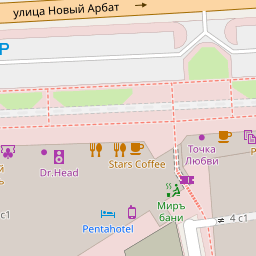 улица Новый Арбат
P
Stars Coffee
Точка
Любви
Dr.Head
Миръ
бани
4 с1
Pentahotel
с1